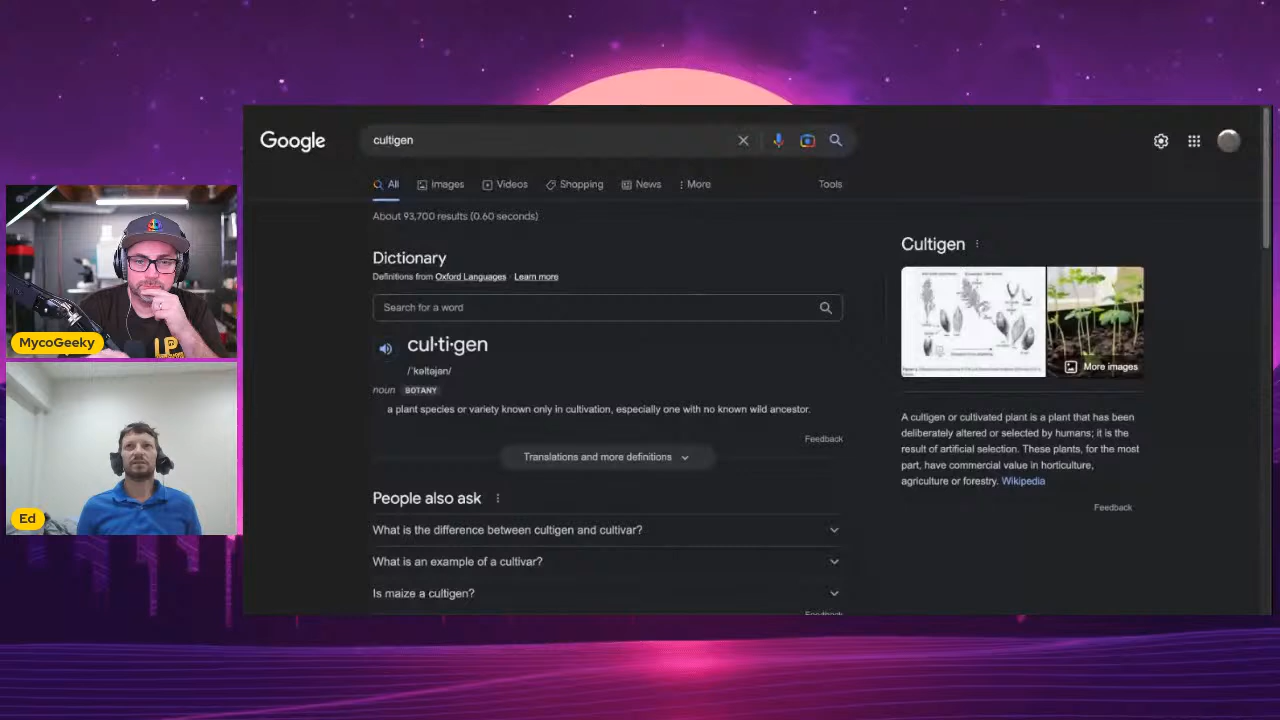 Google
cultigen
All
Images
Videos
Shopping
News
More
Tools
About 93,700 results (0.60 seconds)
Dictionary
Definitions from Oxford Languages · Learn more
Search for a word
cul·ti·gen
/ˈkəltəjən/
noun BOTANY
a plant species or variety known only in cultivation, especially one with no known wild ancestor.
Feedback
Translations and more definitions
People also ask
What is the difference between cultigen and cultivar?
What is an example of a cultivar?
Is maize a cultigen?
Feedback
Cultigen
More images
A cultigen or cultivated plant is a plant that has been
deliberately altered or selected by humans; it is the
result of artificial selection. These plants, for the most
part, have commercial value in horticulture,
agriculture or forestry. Wikipedia
Feedback
MycoGeeky
Ed